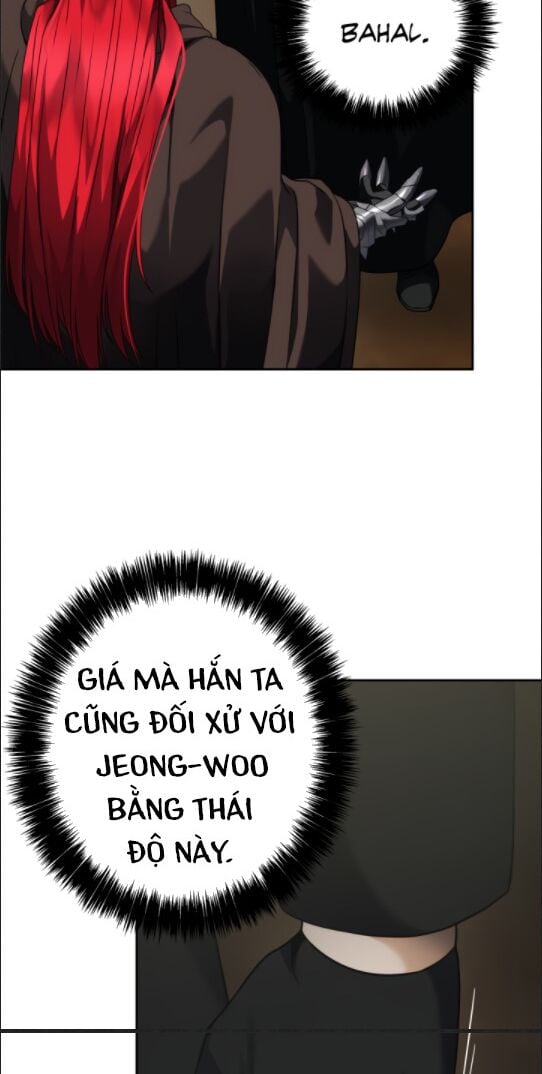 BAHAL.
GIÁ MÀ HẮN TA
CŨNG ĐỐI XỬ VỚI
JEONG-WOO
BẰNG THÁI
ĐỘ NÀY.